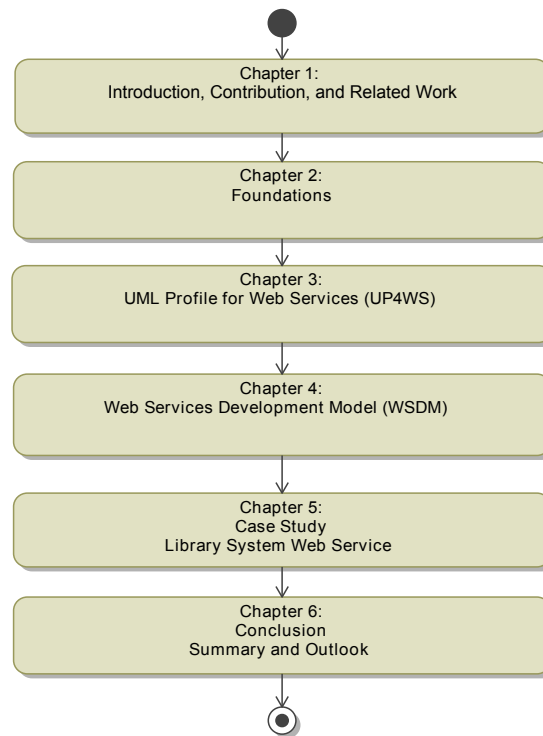 Chapter 1:
Introduction, Contribution, and Related Work
Chapter 2:
Foundations
Chapter 3:
UML Profile for Web Services (UP4WS)
Chapter 4:
Web Services Development Model (WSDM)
Chapter 5:
Case Study
Library System Web Service
Chapter 6:
Conclusion
Summary and Outlook